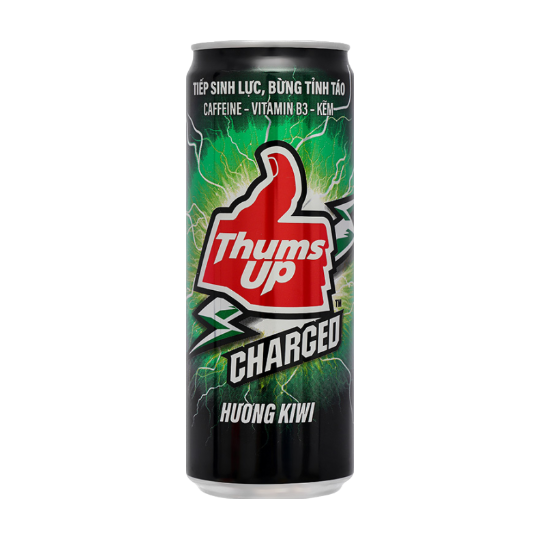 TIẾP SINH LỰC, BỪNG TỈNH TÁO
CAFFEINE - VITAMIN B3 - KẼM
Thums
Up
TM
CHARGED
HƯƠNG KIWI